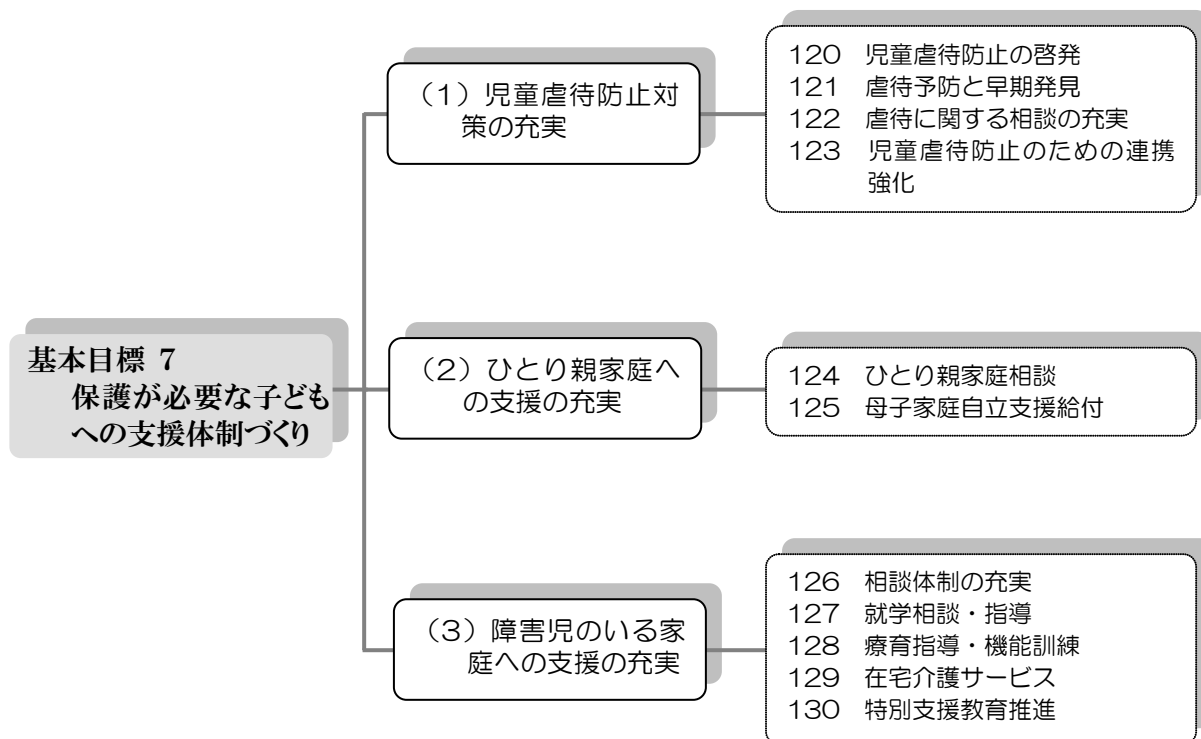 基本目標 7
保護が必要な子ども
への支援体制づくり
（1）児童虐待防止対
策の充実
120 児童虐待防止の啓発
121 虐待予防と早期発見
122 虐待に関する相談の充実
123 児童虐待防止のための連携
強化
（2）ひとり親家庭へ
の支援の充実
124 ひとり親家庭相談
125 母子家庭自立支援給付
（3）障害児のいる家
庭への支援の充実
126 相談体制の充実
127 就学相談・指導
128 療育指導・機能訓練
129 在宅介護サービス
130 特別支援教育推進